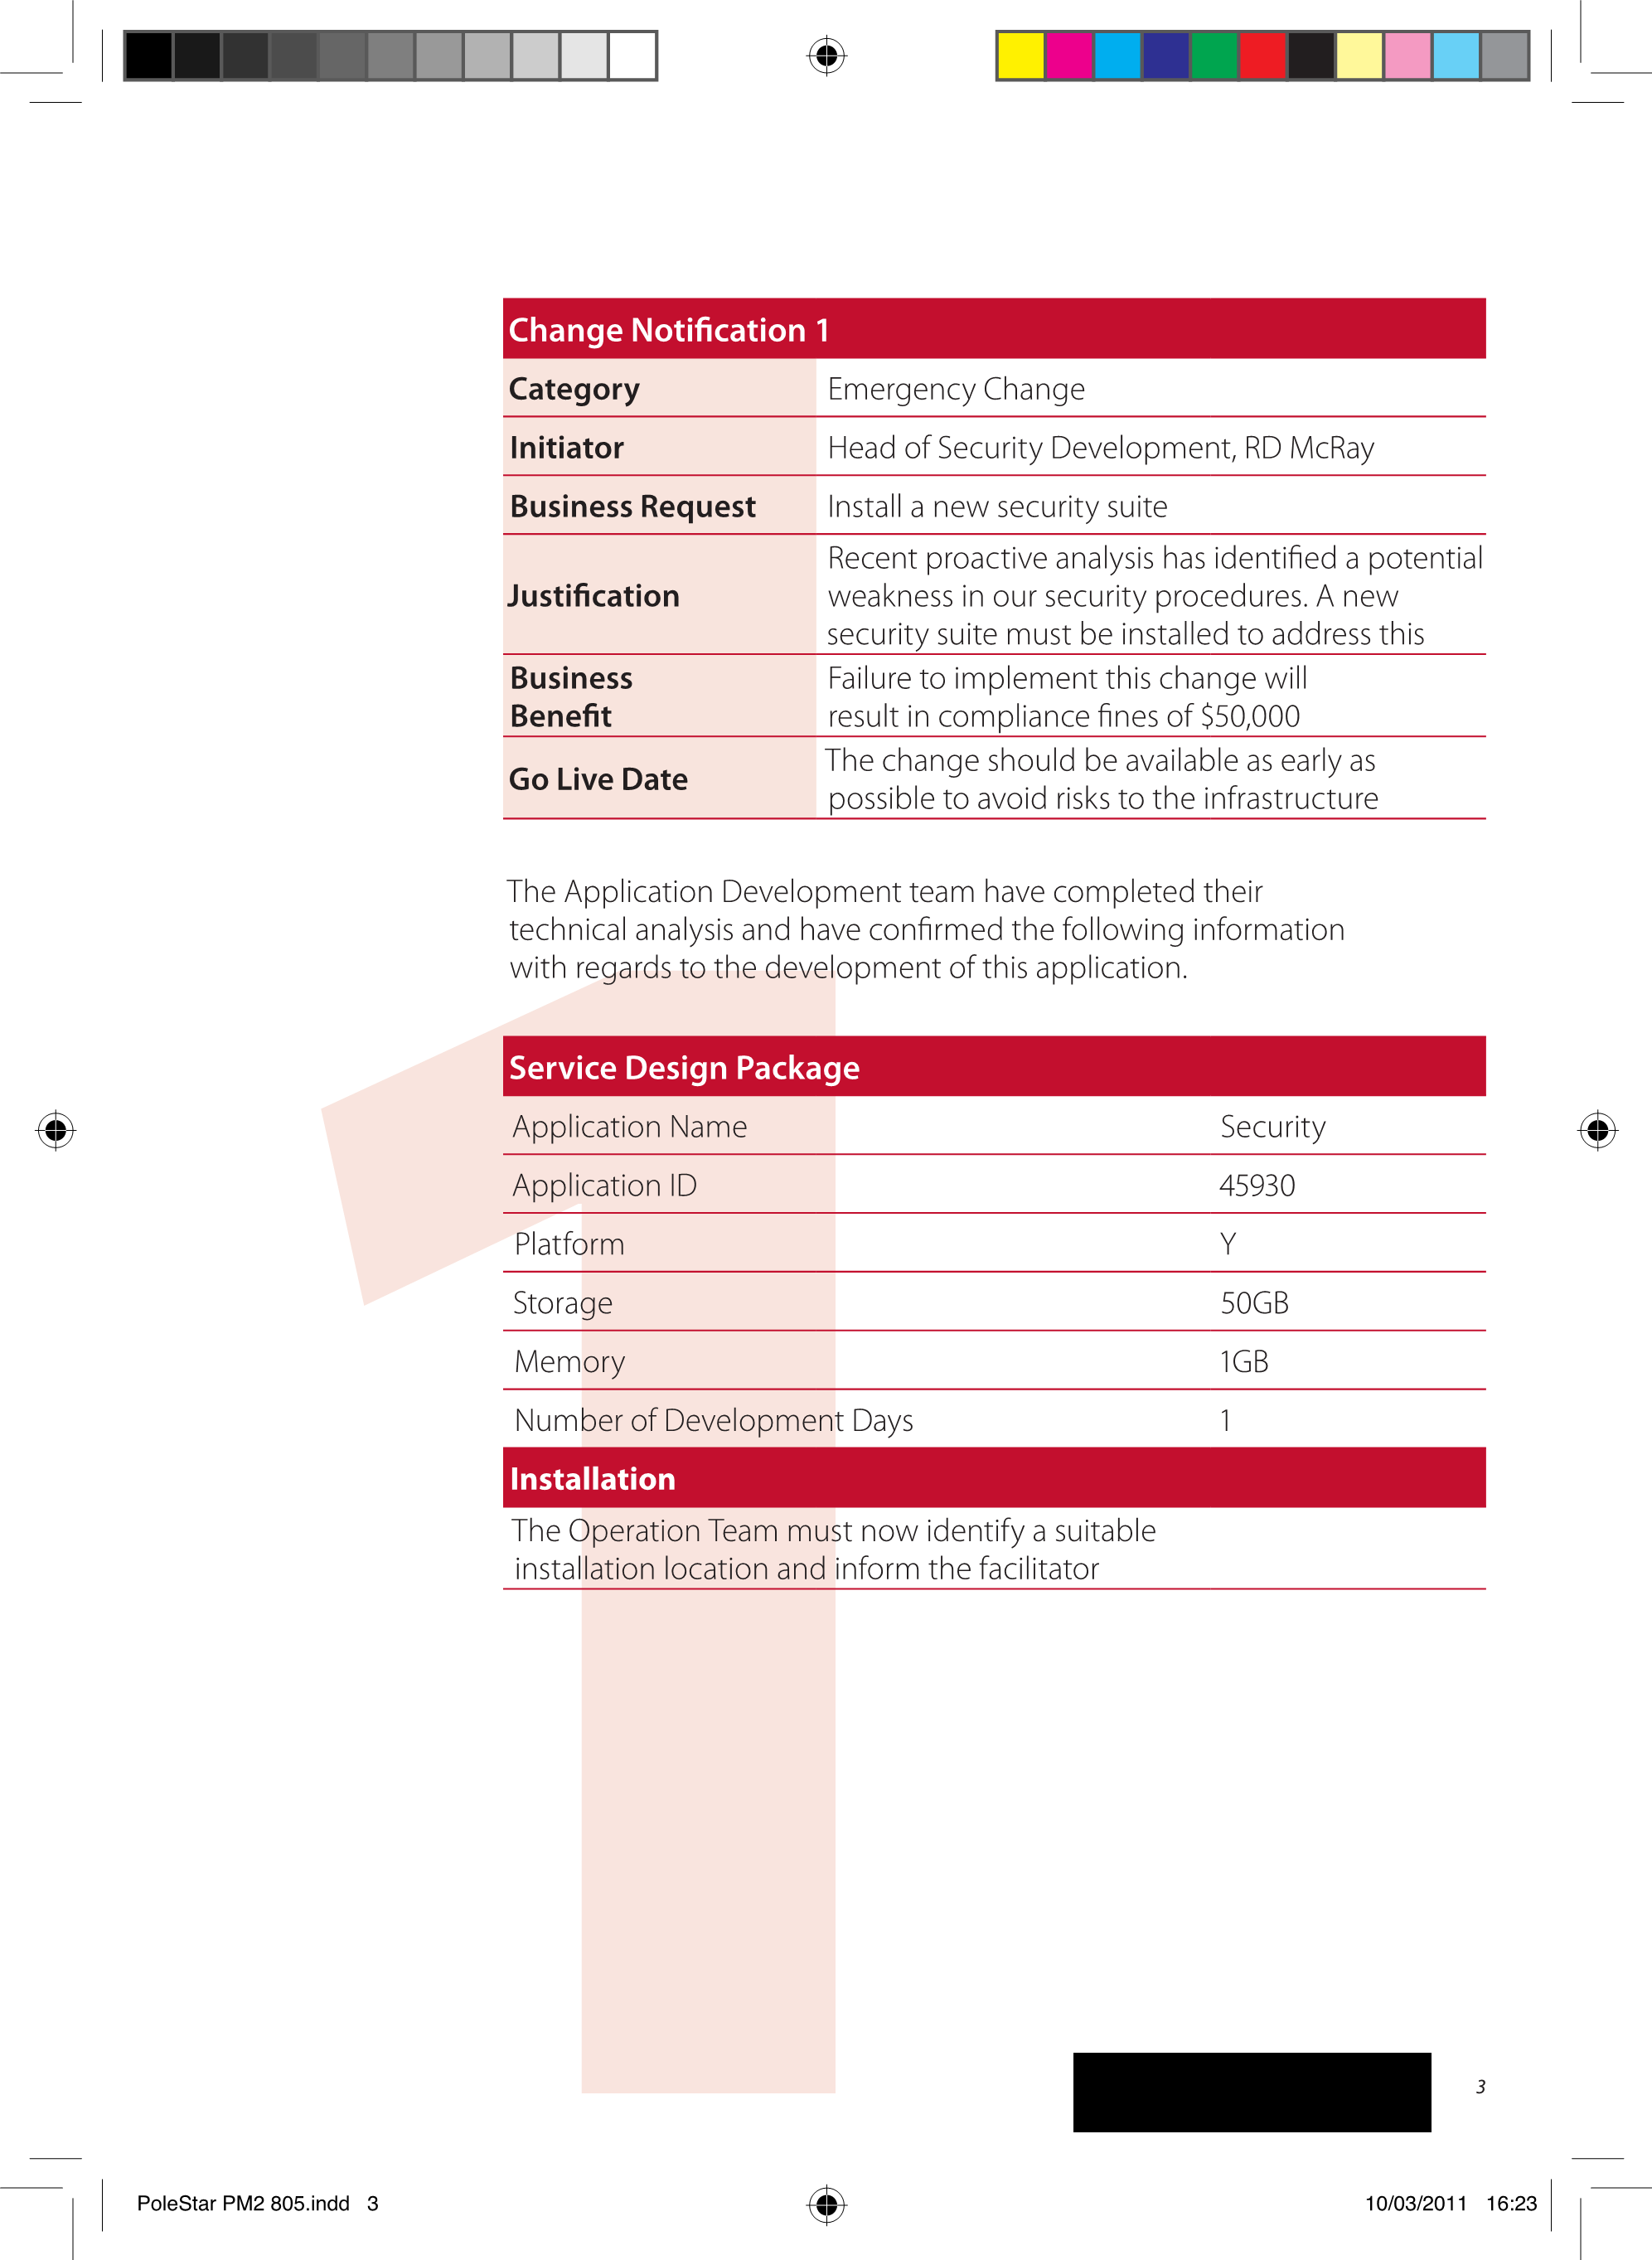 Change Notification 1
Category Emergency Change
Initiator Head of Security Development, RD McRay
Business Request Install a new security suite
Justification Recent proactive analysis has identified a potential
weakness in our security procedures. A new
security suite must be installed to address this
Business Failure to implement this change will
Benefit result in compliance fines of $50,000
Go Live Date The change should be available as early as
possible to avoid risks to the infrastructure
The Application Development team have completed their
technical analysis and have confirmed the following information
with regards to the development of this application.
1
Service Design Package
Application Name Security
Application ID 45930
Platform Y
Storage 50GB
Memory 1GB
Number of Development Days 1
Installation
The Operation Team must now identify a suitable
installation location and inform the facilitator
3
PoleStar PM2 805.indd 3 10/03/2011 16:23